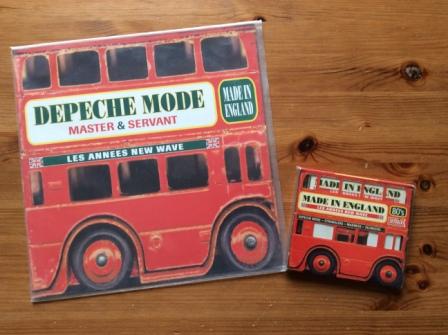 DEPECHE MODE
MASTER & SERVANT
MADE IN
ENGLAND
LES ANNEES NEW WAVE
MADE IN ENGLAND
MADE IN ENGLAND
LES ANNEES NEW WAVE
80's